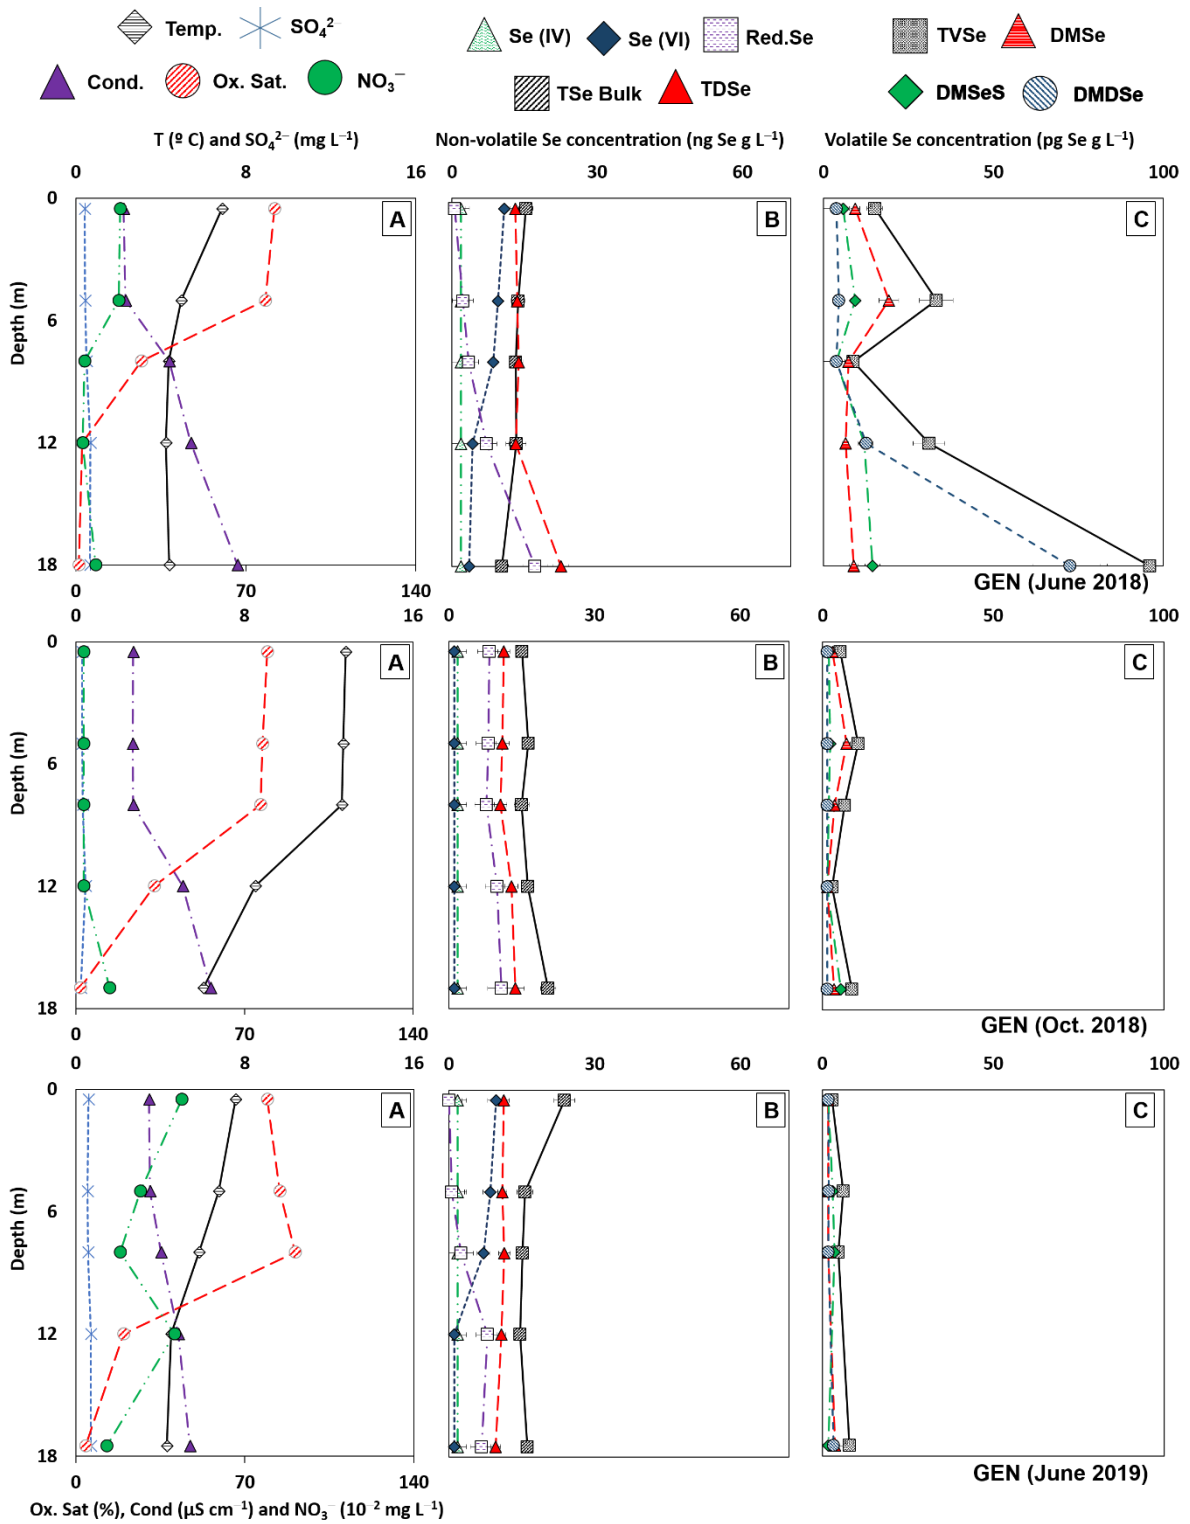 Temp. SO₄²⁻ Se (IV) Se (VI) Red.Se TVSe DMSe
Cond. Ox. Sat. NO₃⁻ TSe Bulk TDSe DMSeS DMDSe
T (º C) and SO₄²⁻ (mg L⁻¹) Non-volatile Se concentration (ng Se g L⁻¹) Volatile Se concentration (pg Se g L⁻¹)
0 8 16 0 30 60 0 50 100
0
A B C
Depth (m)
6
12
18
GEN (June 2018)
0 70 140
0 8 16 0 30 60 0 50 100
0
A B C
Depth (m)
6
12
18
GEN (Oct. 2018)
0 70 140
0 8 16 0 30 60 0 50 100
0
A B C
Depth (m)
6
12
18
GEN (June 2019)
0 70 140
Ox. Sat (%), Cond (µS cm⁻¹) and NO₃⁻ (10⁻² mg L⁻¹)